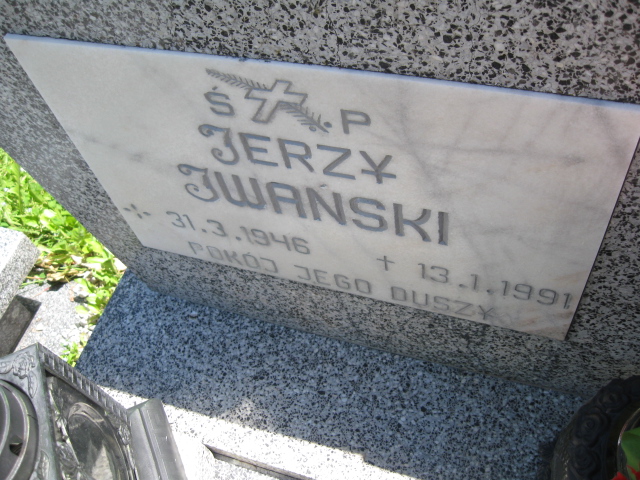 Ś P
JERZY
IWAŃSKI
31.3.1946 † 13.1.1991
POKÓJ JEGO DUSZY